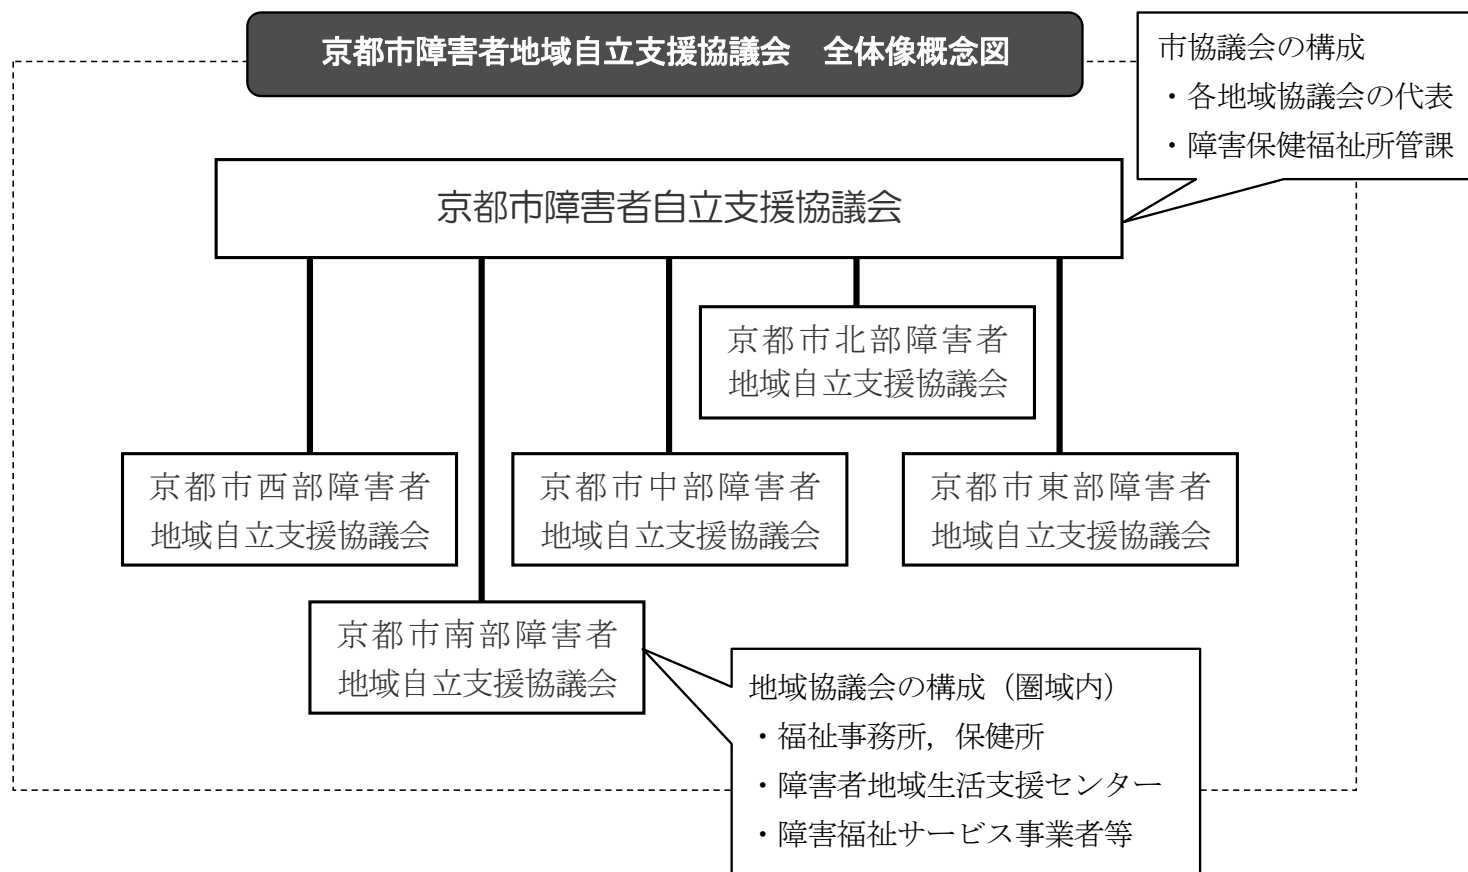 京都市障害者地域自立支援協議会　全体像概念図
市協議会の構成
・各地域協議会の代表
・障害保健福祉所管課
京都市障害者自立支援協議会
京都市北部障害者
地域自立支援協議会
京都市西部障害者
地域自立支援協議会
京都市中部障害者
地域自立支援協議会
京都市東部障害者
地域自立支援協議会
京都市南部障害者
地域自立支援協議会
地域協議会の構成（圏域内）
・福祉事務所，保健所
・障害者地域生活支援センター
・障害福祉サービス事業者等